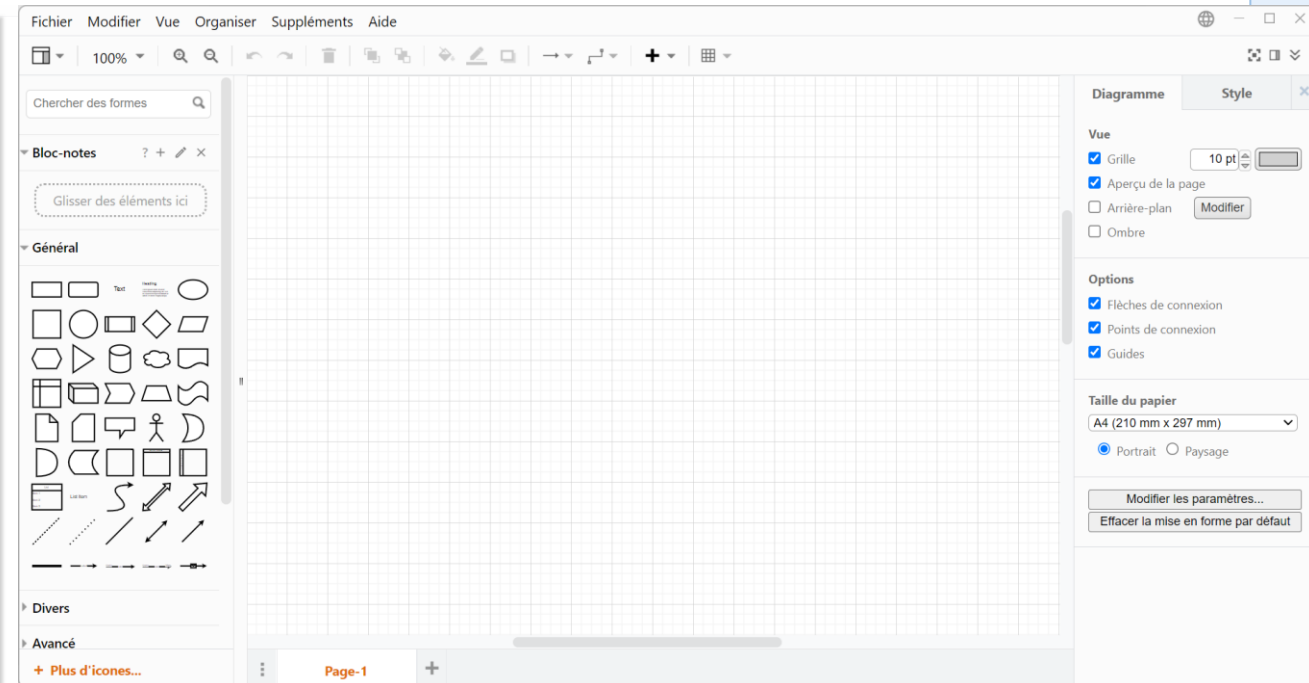 Fichier Modifier Vue Organiser Suppléments Aide
100%
Chercher des formes
Bloc-notes ? +
Glisser des éléments ici
Général
Text
Heading
List Item
Divers
Avancé
+ Plus d'icones...
Page-1
Diagramme Style
Vue
Grille 10 pt
Aperçu de la page
Arrière-plan Modifier
Ombre
Options
Flèches de connexion
Points de connexion
Guides
Taille du papier
A4 (210 mm x 297 mm)
Portrait Paysage
Modifier les paramètres...
Effacer la mise en forme par défaut